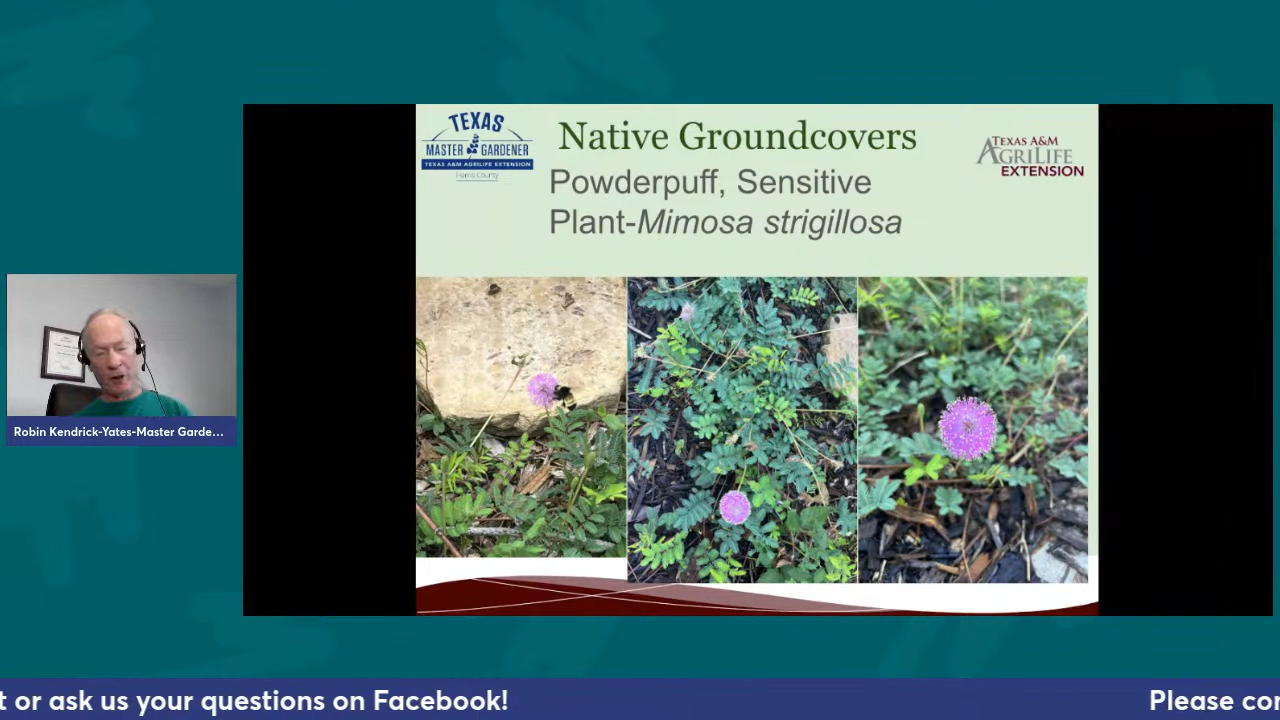 TEXAS
MASTER GARDENER
TEXAS A&M AGRILIFE EXTENSION
Harris County
Native Groundcovers
Powderpuff, Sensitive
Plant-Mimosa strigillosa
TEXAS A&M
AGRILIFE
EXTENSION
Robin Kendrick-Yates-Master Garde...
t or ask us your questions on Facebook!
Please cor